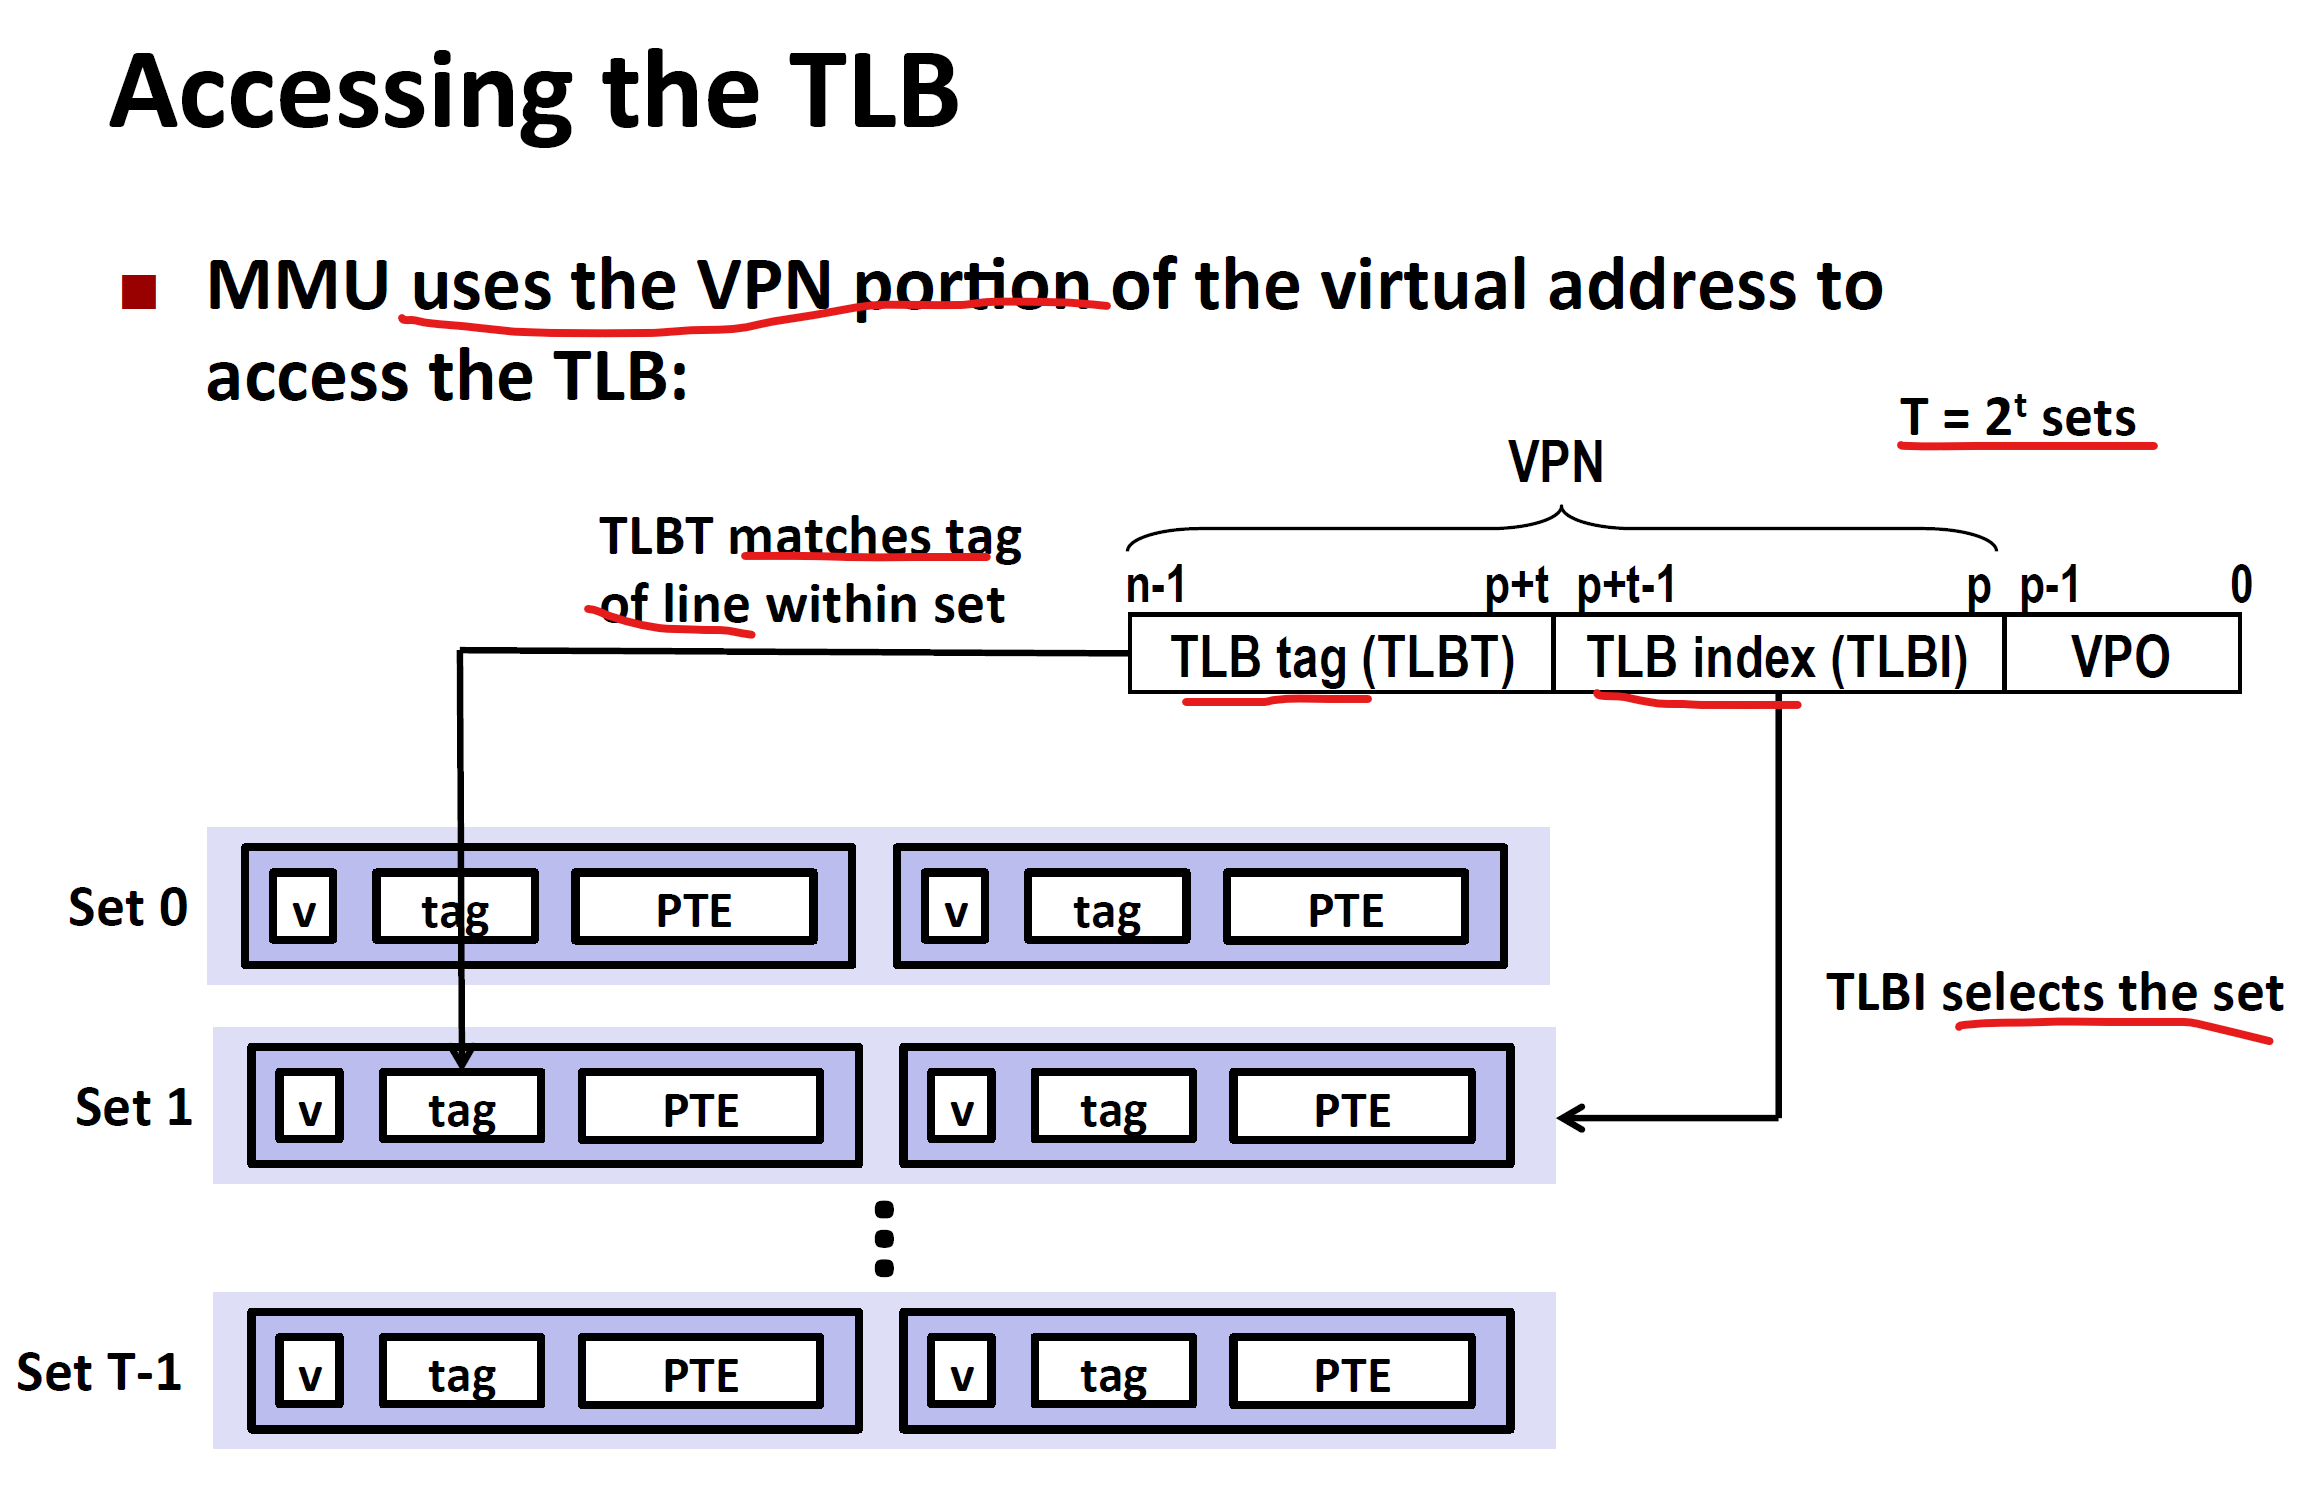 Accessing the TLB
MMU uses the VPN portion of the virtual address to
access the TLB:
T = 2ᵗ sets
VPN
TLBT matches tag
of line within set
n-1 p+t p+t-1 p p-1 0
TLB tag (TLBT) TLB index (TLBI) VPO
Set 0 v tag PTE v tag PTE
TLBI selects the set
Set 1 v tag PTE v tag PTE
Set T-1 v tag PTE v tag PTE